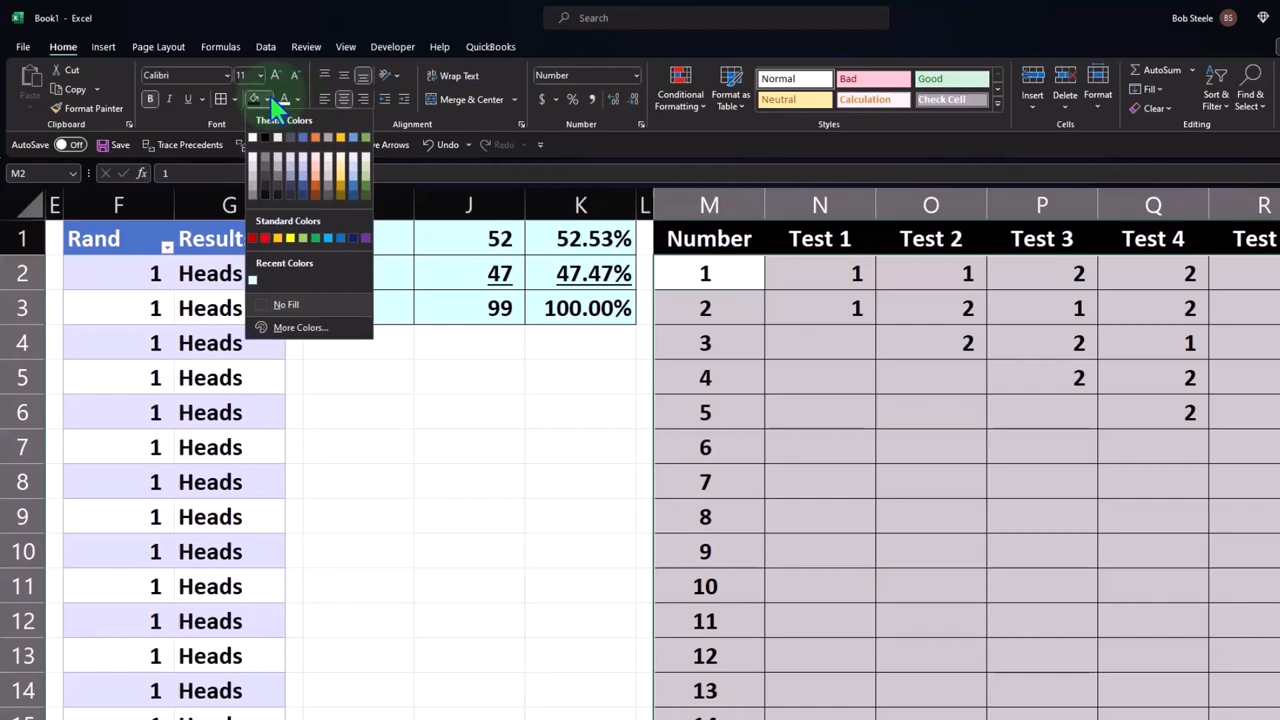 Book1 - Excel
Search
Bob Steele BS
File Home Insert Page Layout Formulas Data Review View Developer Help QuickBooks
Paste Cut Copy Format Painter Clipboard
Calibri 11 A A B I U A Font
Wrap Text Merge & Center Alignment
Number $ % Number
Conditional Formatting Format as Table
Normal Bad Good
Neutral Calculation Check Cell
Styles
Insert Delete Format Cells
AutoSum Fill Clear Sort & Filter Find & Select Editing
AutoSave Off Save Trace Precedents Undo Redo
M2 fx 1
Theme Colors
Standard Colors
Recent Colors
No Fill
More Colors...
E F G J K L M N O P Q R
1 Rand 52 52.53% Number Test 1 Test 2 Test 3 Test 4 Test
2 1 Heads 47 47.47% 1 1 1 2 2
3 1 Heads 99 100.00% 2 1 2 1 2
4 1 Heads 3 2 2 1
5 1 Heads 4 2 2
6 1 Heads 5 2
7 1 Heads 6
8 1 Heads 7
9 1 Heads 8
10 1 Heads 9
11 1 Heads 10
12 1 Heads 11
13 1 Heads 12
14 1 Heads 13